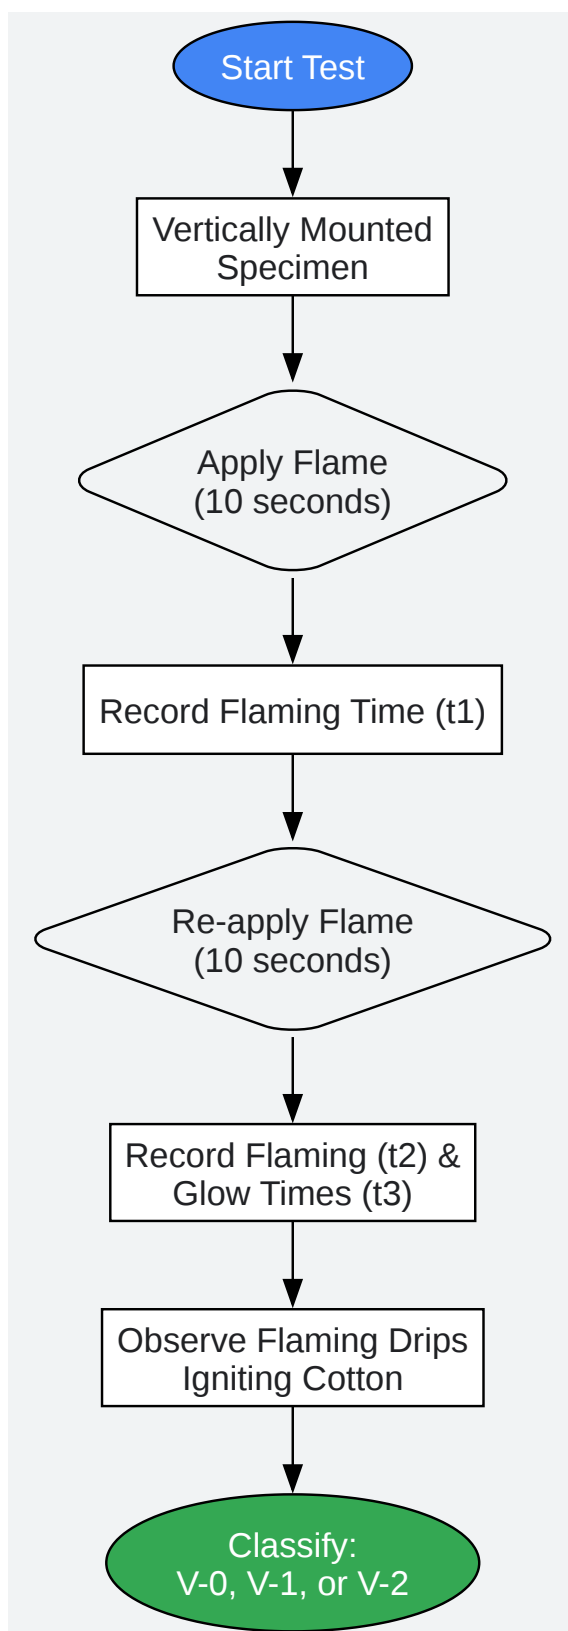 Start Test
Vertically Mounted
Specimen
Apply Flame
(10 seconds)
Record Flaming Time (t1)
Re-apply Flame
(10 seconds)
Record Flaming (t2) &
Glow Times (t3)
Observe Flaming Drips
Igniting Cotton
Classify:
V-0, V-1, or V-2